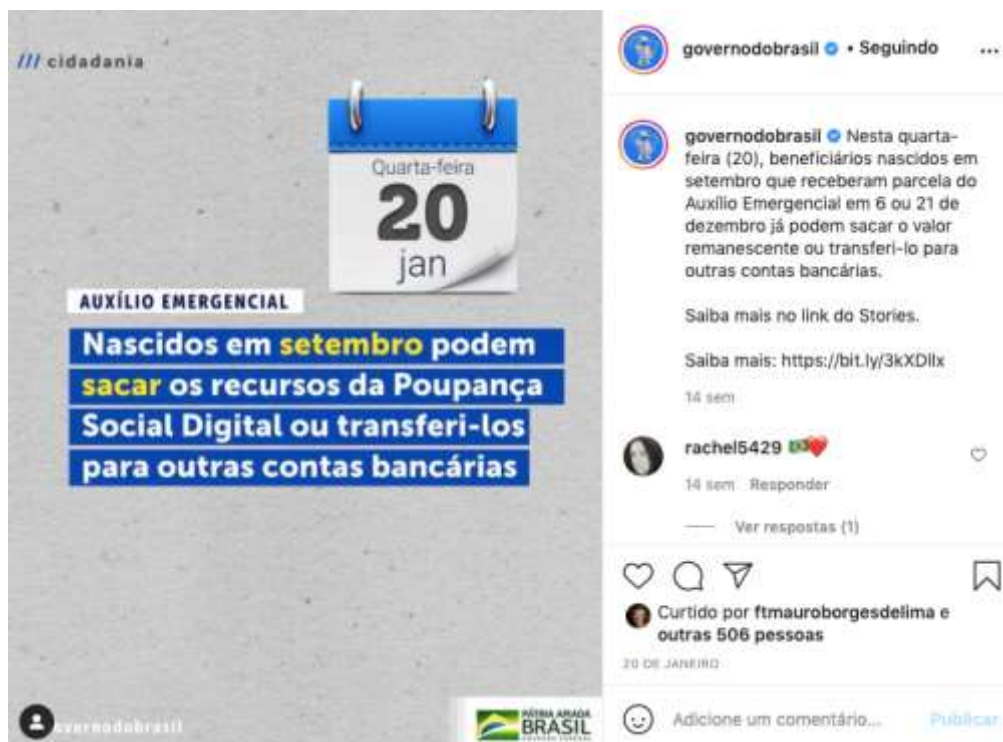 /// cidadania
Quarta-feira
20
jan
AUXÍLIO EMERGENCIAL
Nascidos em setembro podem
sacar os recursos da Poupança
Social Digital ou transferi-los
para outras contas bancárias
governodobrasil
PÁTRIA AMADA
BRASIL
GOVERNO FEDERAL
governodobrasil • Seguindo
governodobrasil Nesta quarta-
feira (20), beneficiários nascidos em
setembro que receberam parcela do
Auxílio Emergencial em 6 ou 21 de
dezembro já podem sacar o valor
remanescente ou transferi-lo para
outras contas bancárias.
Saiba mais no link do Stories.
Saiba mais: https://bit.ly/3kXDllx
14 sem
rachel5429 🇧🇷❤️
14 sem Responder
Ver respostas (1)
Curtido por ftmauroborgesdelima e
outras 506 pessoas
20 DE JANEIRO
Adicione um comentário... Publicar